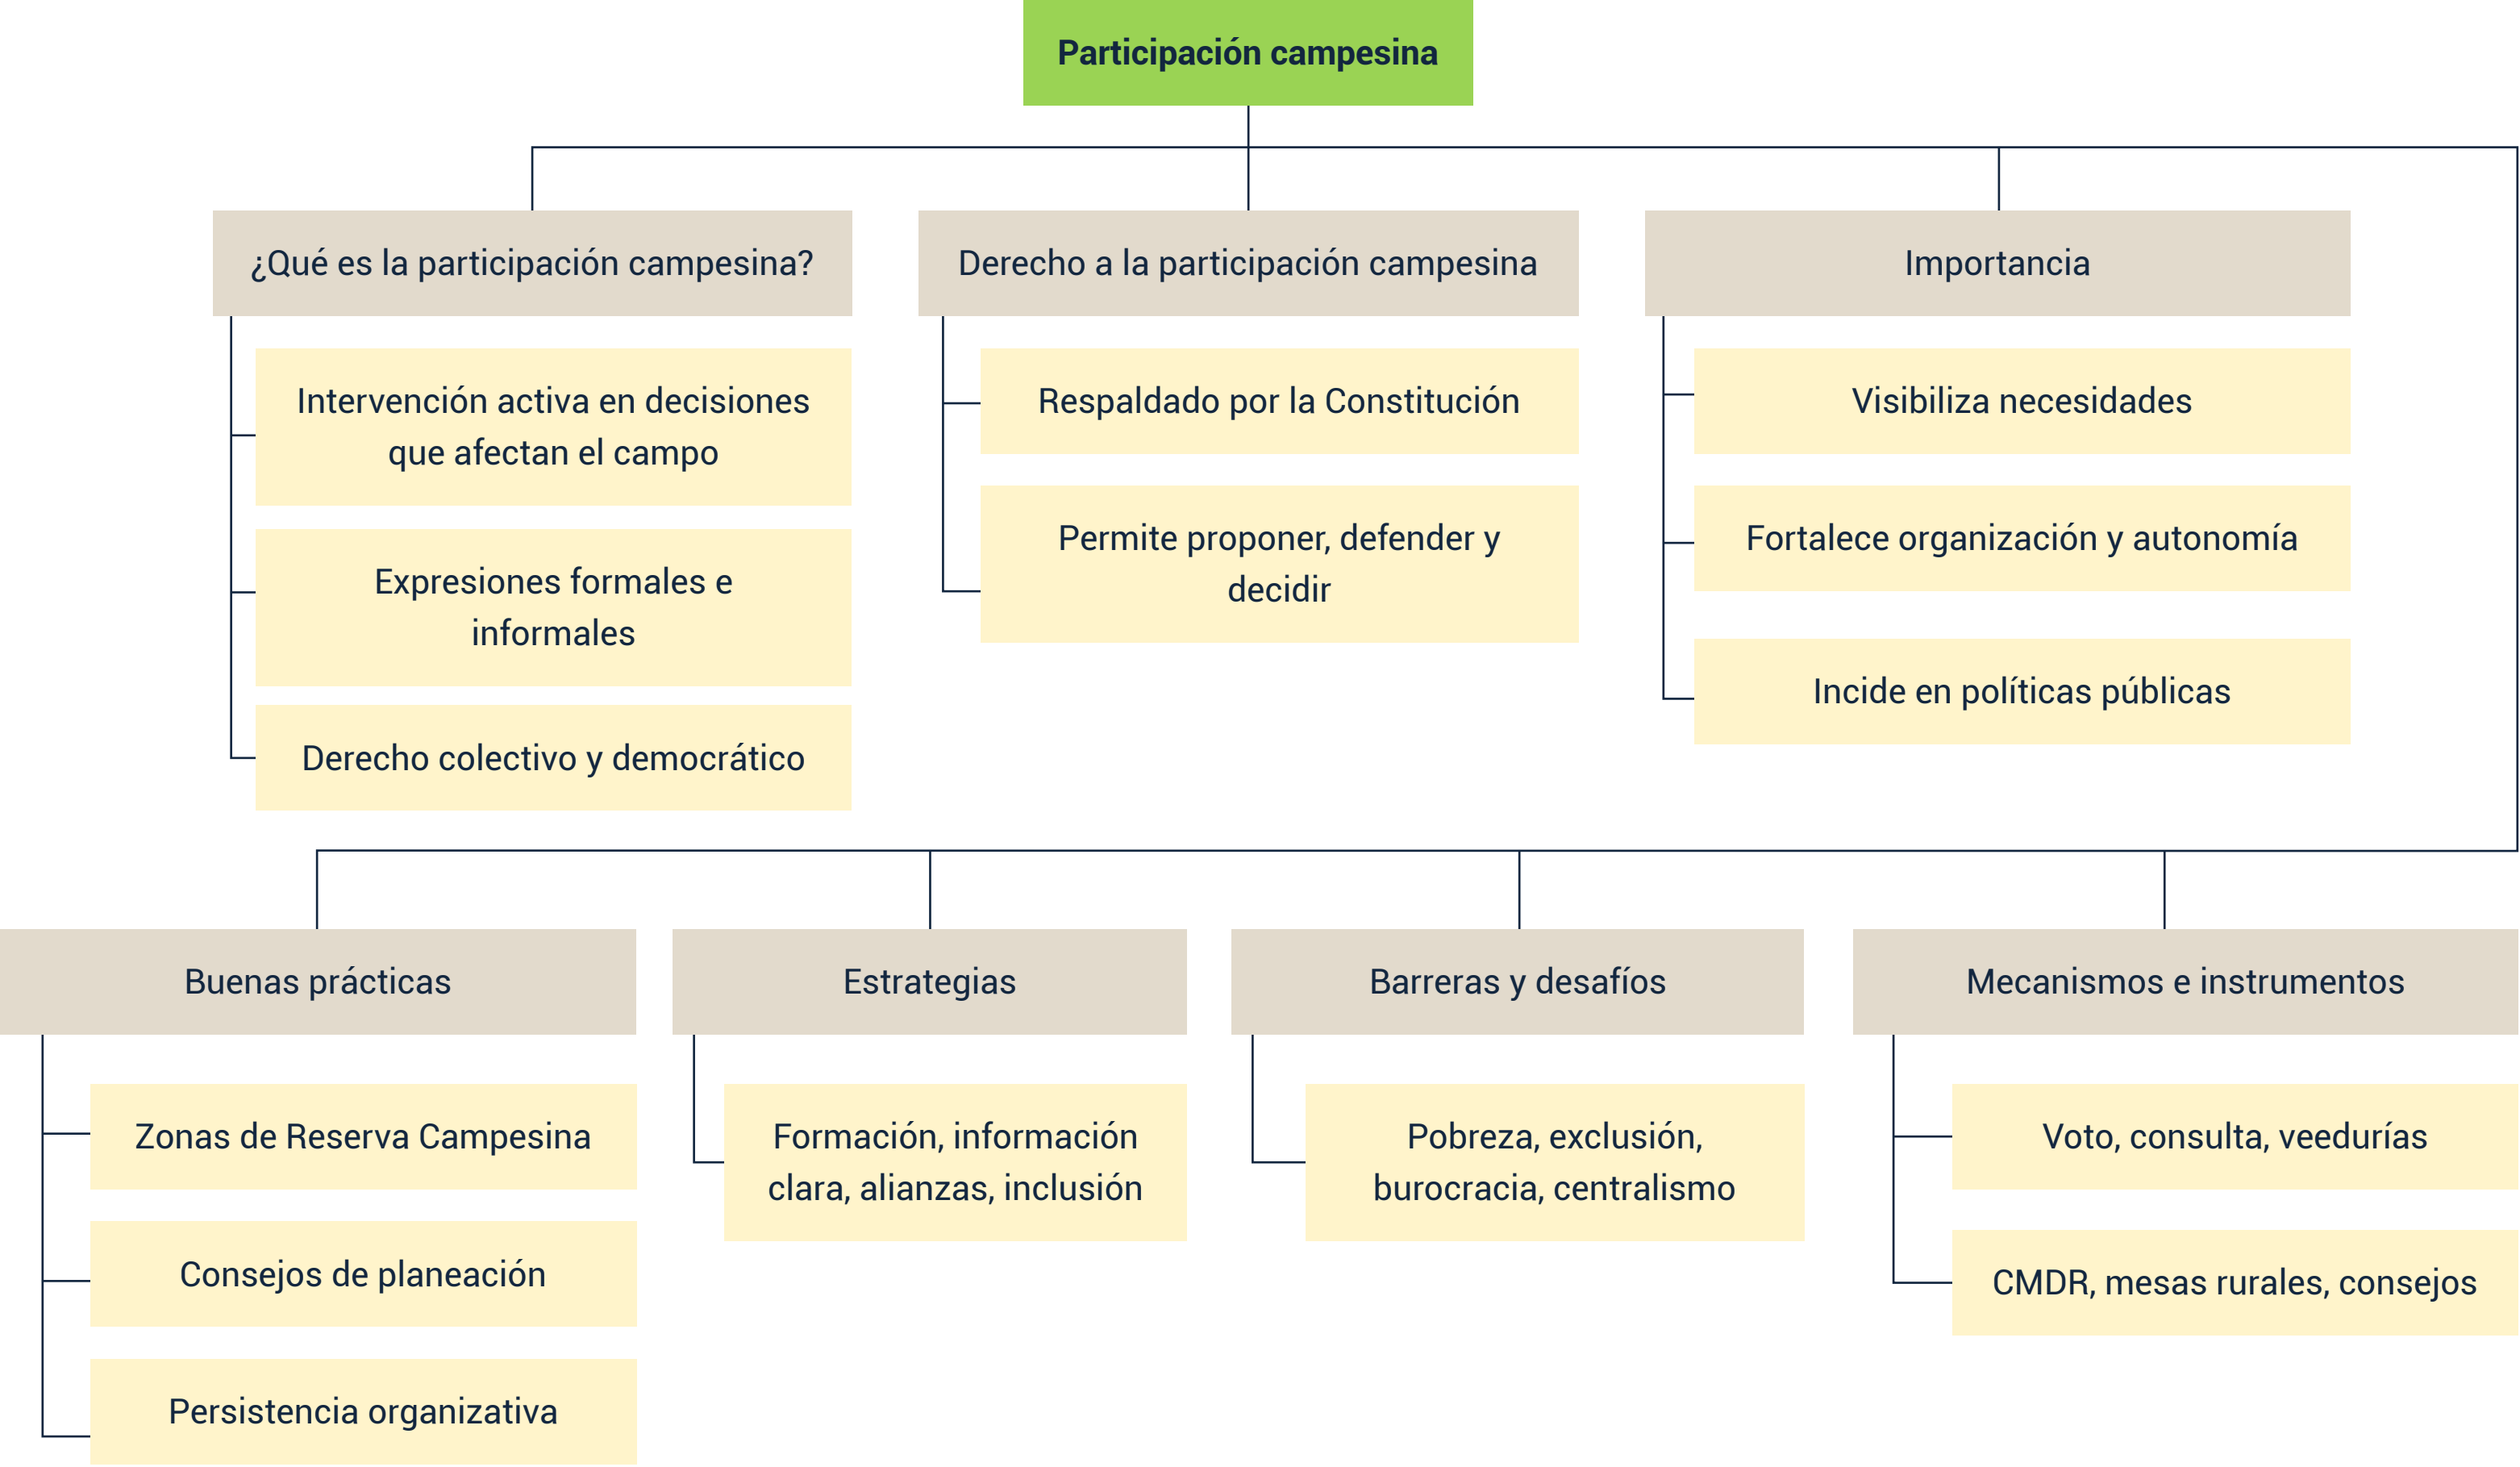 Participación campesina
¿Qué es la participación campesina?
Intervención activa en decisiones
que afectan el campo
Expresiones formales e
informales
Derecho colectivo y democrático
Derecho a la participación campesina
Respaldado por la Constitución
Permite proponer, defender y
decidir
Importancia
Visibiliza necesidades
Fortalece organización y autonomía
Incide en políticas públicas
Buenas prácticas
Zonas de Reserva Campesina
Consejos de planeación
Persistencia organizativa
Estrategias
Formación, información
clara, alianzas, inclusión
Barreras y desafíos
Pobreza, exclusión,
burocracia, centralismo
Mecanismos e instrumentos
Voto, consulta, veedurías
CMDR, mesas rurales, consejos